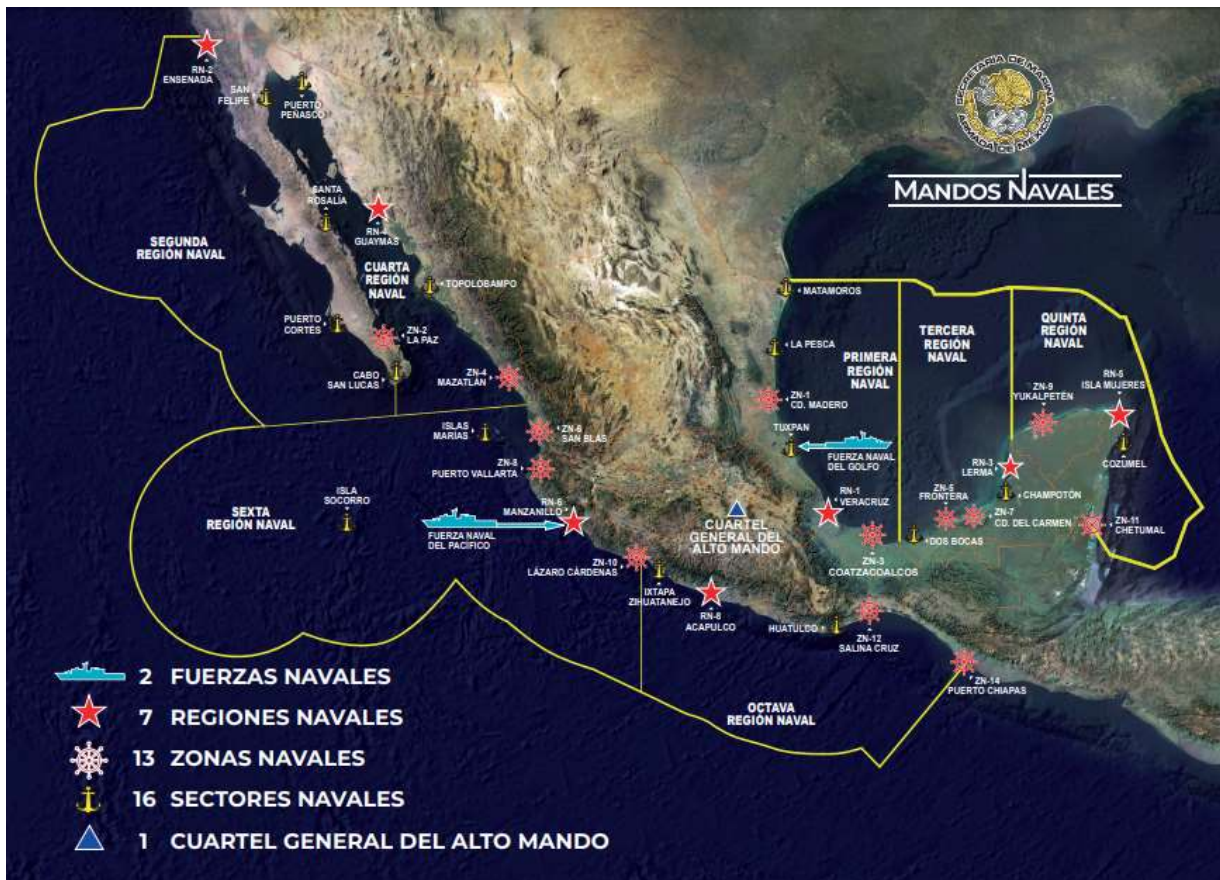 SECRETARIA DE MARINA
ARMADA DE MÉXICO
MANDOS NAVALES
RN-2
ENSENADA
SAN
FELIPE
PUERTO
PEÑASCO
SANTA
ROSALÍA
RN-4
GUAYMAS
SEGUNDA
REGIÓN NAVAL
CUARTA
REGIÓN
NAVAL
TOPOLOBAMPO
PUERTO
CORTÉS
ZN-2
LA PAZ
CABO
SAN LUCAS
ZN-4
MAZATLÁN
MATAMOROS
LA PESCA
PRIMERA
REGIÓN
NAVAL
TERCERA
REGIÓN
NAVAL
QUINTA
REGIÓN
NAVAL
RN-5
ISLA MUJERES
ZN-9
YUKALPETÉN
ZN-1
CD. MADERO
TUXPAN
FUERZA NAVAL
DEL GOLFO
COZUMEL
RN-3
LERMA
CHAMPOTÓN
ISLAS
MARÍAS
ZN-6
SAN BLAS
ZN-8
PUERTO VALLARTA
ISLA
SOCORRO
SEXTA
REGIÓN NAVAL
RN-6
MANZANILLO
FUERZA NAVAL
DEL PACÍFICO
CUARTEL
GENERAL DEL
ALTO MANDO
RN-1
VERACRUZ
ZN-5
FRONTERA
ZN-7
CD. DEL CARMEN
ZN-11
CHETUMAL
DOS BOCAS
ZN-3
COATZACOALCOS
ZN-10
LÁZARO CÁRDENAS
IXTAPA
ZIHUATANEJO
RN-8
ACAPULCO
HUATULCO
ZN-12
SALINA CRUZ
ZN-14
PUERTO CHIAPAS
OCTAVA
REGIÓN NAVAL
2 FUERZAS NAVALES
7 REGIONES NAVALES
13 ZONAS NAVALES
16 SECTORES NAVALES
1 CUARTEL GENERAL DEL ALTO MANDO